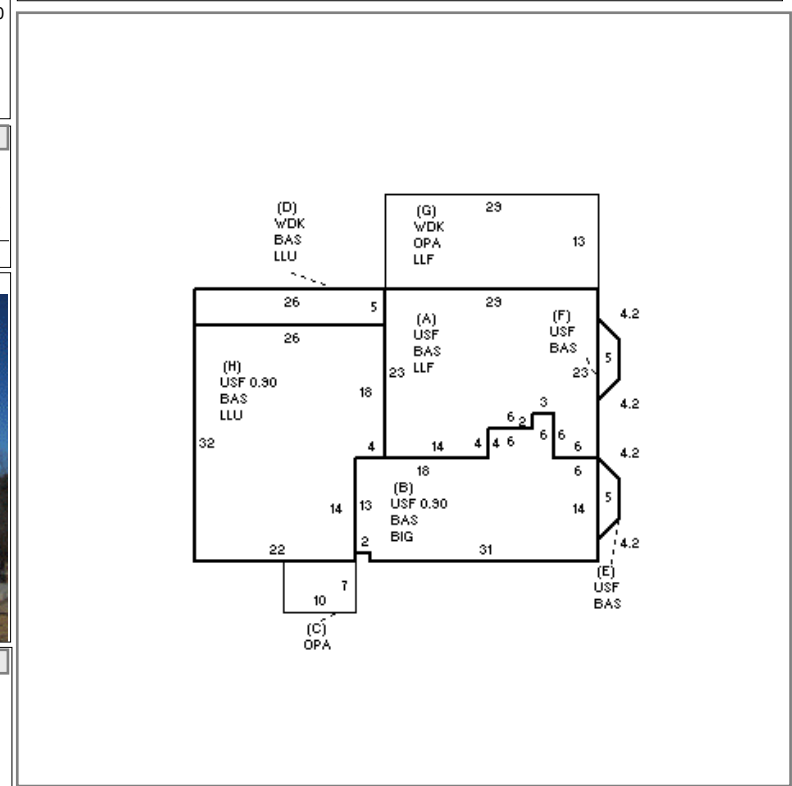 (D)
WDK
BAS
LLU
(G)
WDK
OPA
LLF
29
13
26
5
29
26
(A)
USF
BAS
LLF
(F)
USF
BAS
4.2
5
(H)
USF 0.90
BAS
LLU
18
23
23
4.2
3
6
2
32
4
14
4
4
6
6
6
6
4.2
18
6
(B)
USF 0.90
BAS
BIG
14
13
14
5
2
22
31
4.2
7
10
(E)
USF
BAS
(C)
OPA